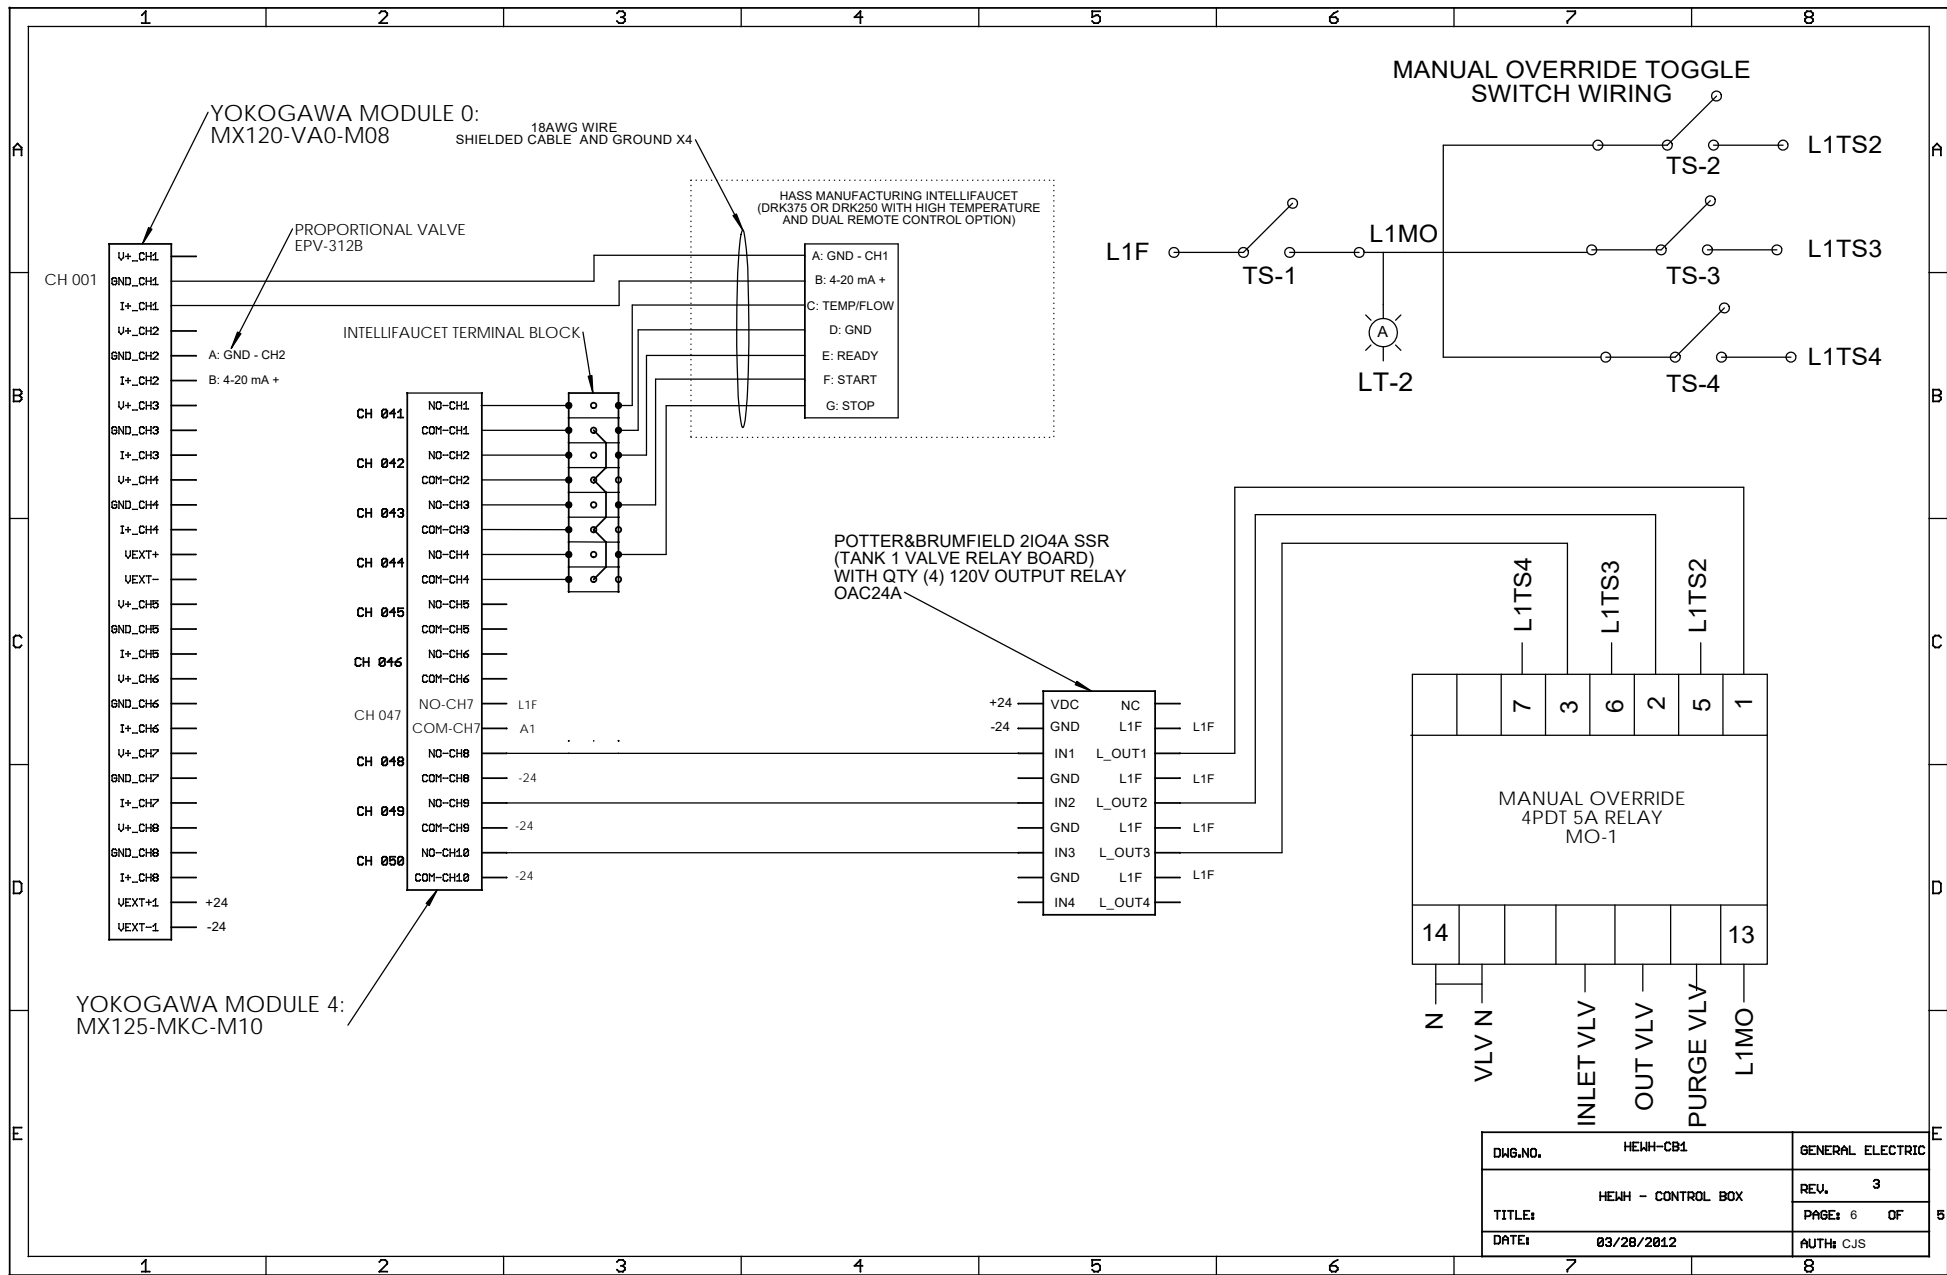 1 2 3 4 5 6 7 8
A
B
C
D
E
MANUAL OVERRIDE TOGGLE
SWITCH WIRING
L1F
TS-1
L1MO
A
LT-2
TS-2
L1TS2
TS-3
L1TS3
TS-4
L1TS4
YOKOGAWA MODULE 0:
MX120-VA0-M08
18AWG WIRE
SHIELDED CABLE AND GROUND X4
PROPORTIONAL VALVE
EPV-312B
HASS MANUFACTURING INTELLIFAUCET
(DRK375 OR DRK250 WITH HIGH TEMPERATURE
AND DUAL REMOTE CONTROL OPTION)
A: GND - CH1
B: 4-20 mA +
C: TEMP/FLOW
D: GND
E: READY
F: START
G: STOP
INTELLIFAUCET TERMINAL BLOCK
CH 001
V+_CH1
GND_CH1
I+_CH1
V+_CH2
GND_CH2
A: GND - CH2
I+_CH2
B: 4-20 mA +
V+_CH3
GND_CH3
I+_CH3
V+_CH4
GND_CH4
I+_CH4
VEXT+
VEXT-
V+_CH5
GND_CH5
I+_CH5
V+_CH6
GND_CH6
I+_CH6
V+_CH7
GND_CH7
I+_CH7
V+_CH8
GND_CH8
I+_CH8
VEXT+1
+24
VEXT-1
-24
CH 041
NO-CH1
COM-CH1
CH 042
NO-CH2
COM-CH2
CH 043
NO-CH3
COM-CH3
CH 044
NO-CH4
COM-CH4
CH 045
NO-CH5
COM-CH5
CH 046
NO-CH6
COM-CH6
CH 047
NO-CH7
L1F
COM-CH7
A1
CH 048
NO-CH8
COM-CH8
-24
CH 049
NO-CH9
COM-CH9
-24
CH 050
NO-CH10
COM-CH10
-24
YOKOGAWA MODULE 4:
MX125-MKC-M10
POTTER&BRUMFIELD 2IO4A SSR
(TANK 1 VALVE RELAY BOARD)
WITH QTY (4) 120V OUTPUT RELAY
OAC24A
+24 VDC NC
-24 GND L1F L1F
IN1 L_OUT1
GND L1F L1F
IN2 L_OUT2
GND L1F L1F
IN3 L_OUT3
GND L1F L1F
IN4 L_OUT4
L1TS4
L1TS3
L1TS2
7 3 6 2 5 1
MANUAL OVERRIDE
4PDT 5A RELAY
MO-1
14 13
N
VLV N
INLET VLV
OUT VLV
PURGE VLV
L1MO
DWG.NO. HEWH-CB1
GENERAL ELECTRIC
TITLE: HEWH - CONTROL BOX
REV. 3
PAGE: 6 OF 5
DATE: 03/28/2012
AUTH: CJS
A
B
C
D
E
1 2 3 4 5 6 7 8